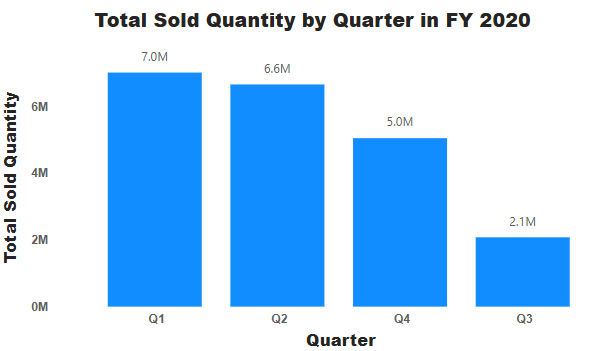 Total Sold Quantity by Quarter in FY 2020
Total Sold Quantity
6M
4M
2M
0M
7.0M
6.6M
5.0M
2.1M
Q1
Q2
Q4
Q3
Quarter